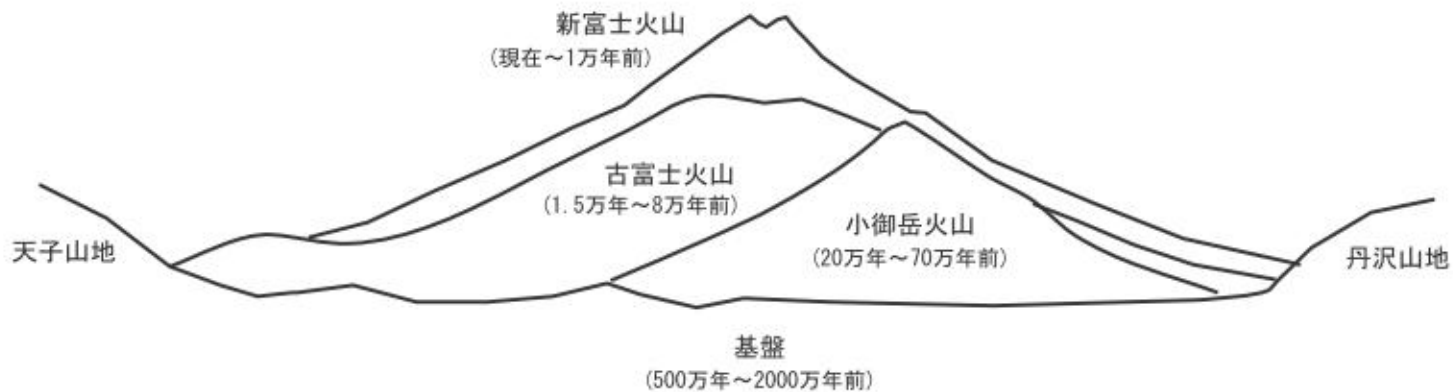 新富士火山
(現在～1万年前)
古富士火山
(1.5万年～8万年前)
小御岳火山
(20万年～70万年前)
天子山地
丹沢山地
基盤
(500万年～2000万年前)